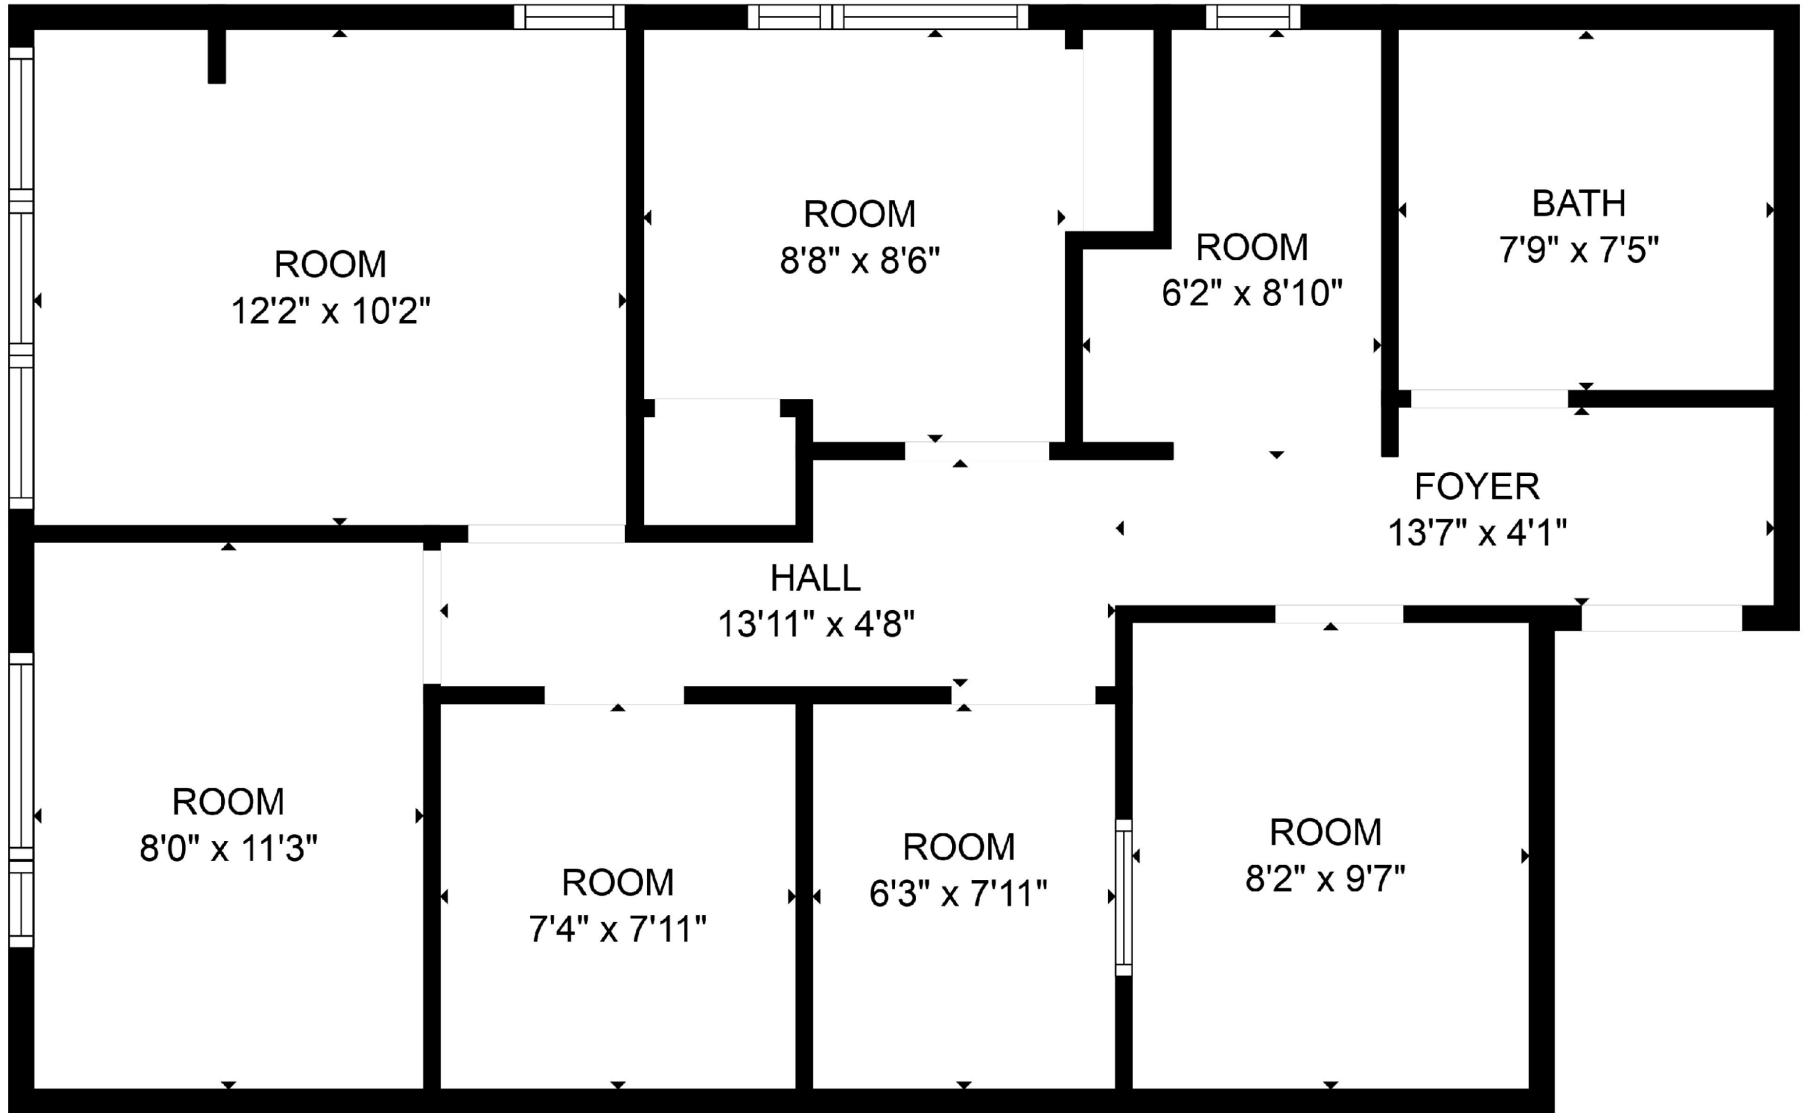 ROOM
12'2" x 10'2"
ROOM
8'8" x 8'6"
ROOM
6'2" x 8'10"
BATH
7'9" x 7'5"
FOYER
13'7" x 4'1"
HALL
13'11" x 4'8"
ROOM
8'0" x 11'3"
ROOM
7'4" x 7'11"
ROOM
6'3" x 7'11"
ROOM
8'2" x 9'7"